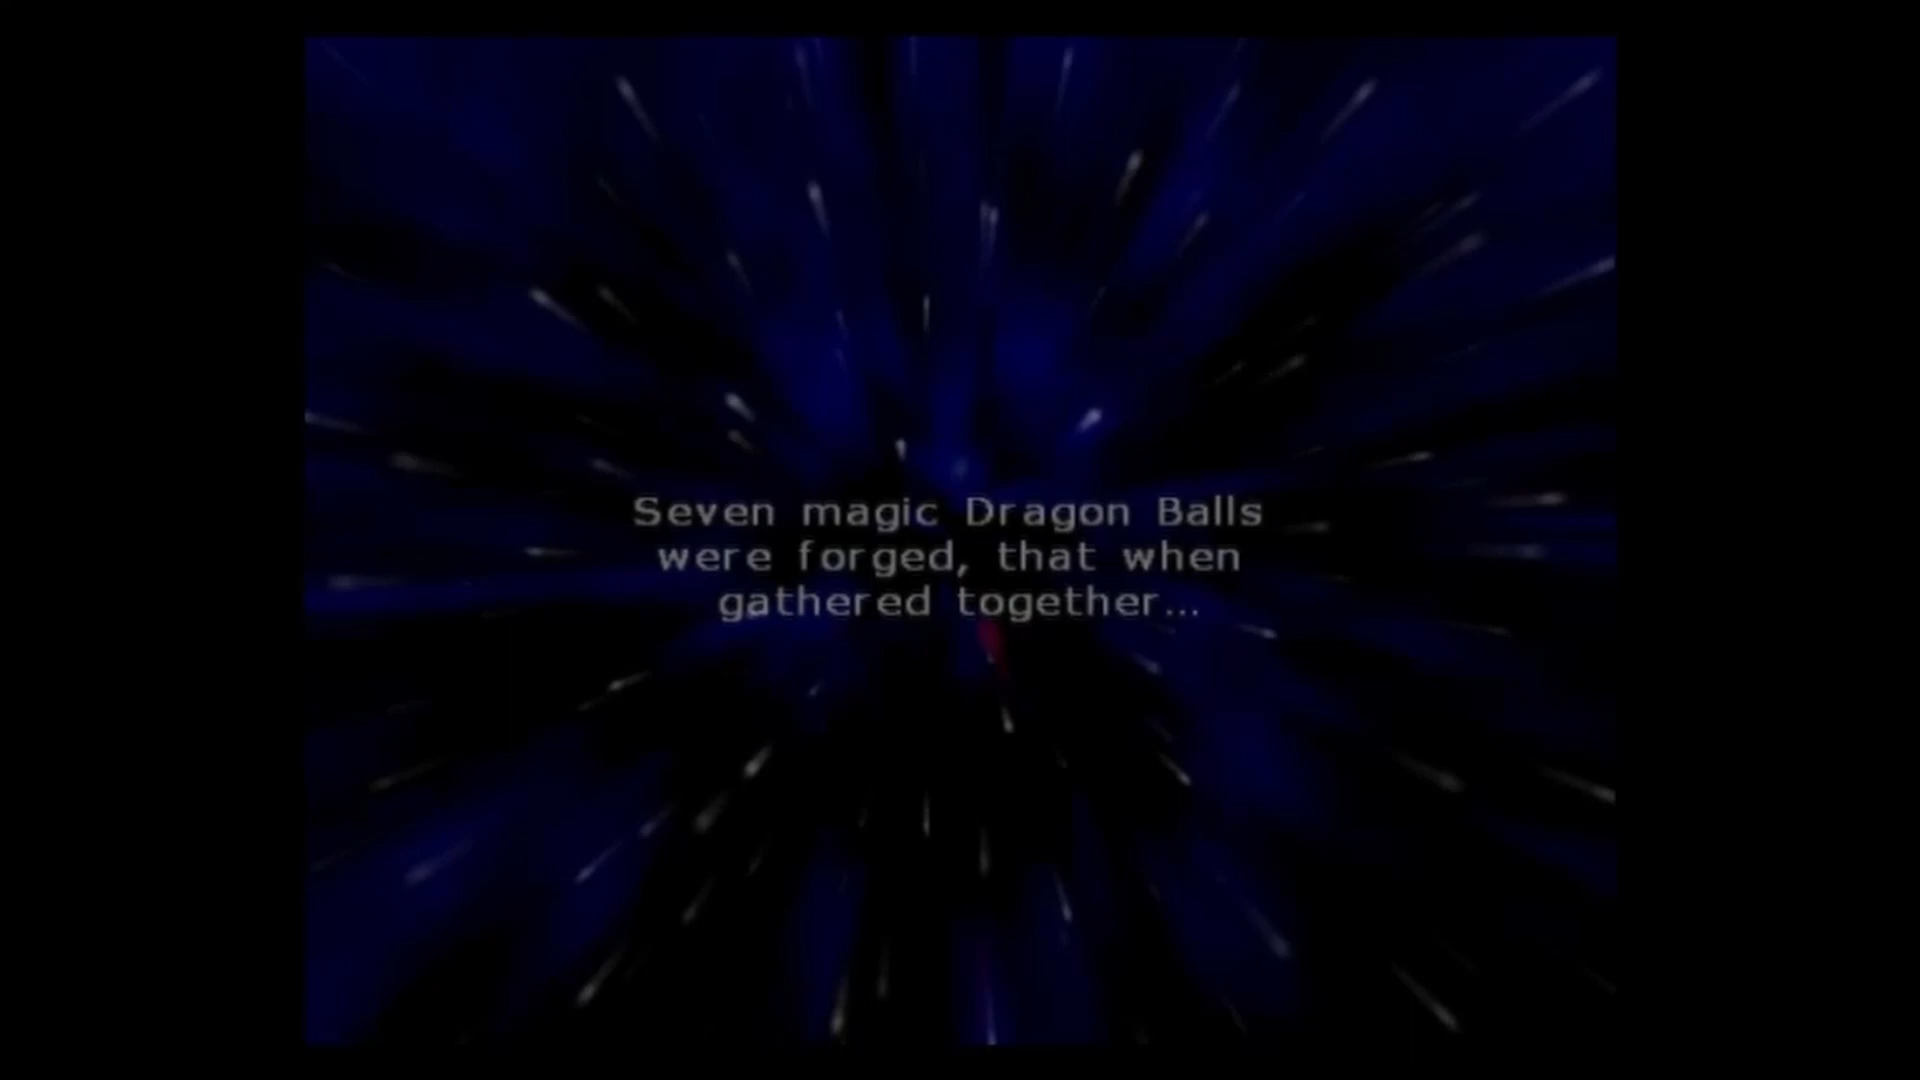 Seven magic Dragon Balls
were forged, that when
gathered together...